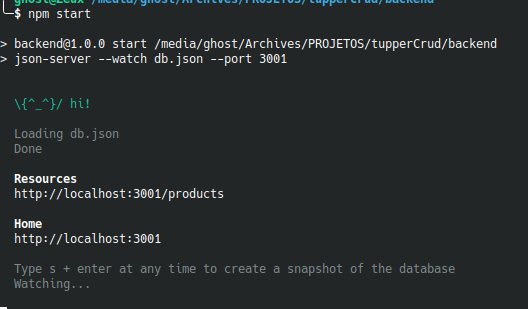 ghost@Zeux /media/ghost/Archives/PROJETOS/tupperCrud/backend
$ npm start
> backend@1.0.0 start /media/ghost/Archives/PROJETOS/tupperCrud/backend
> json-server --watch db.json --port 3001
\{^_^}/ hi!
Loading db.json
Done
Resources
http://localhost:3001/products
Home
http://localhost:3001
Type s + enter at any time to create a snapshot of the database
Watching...